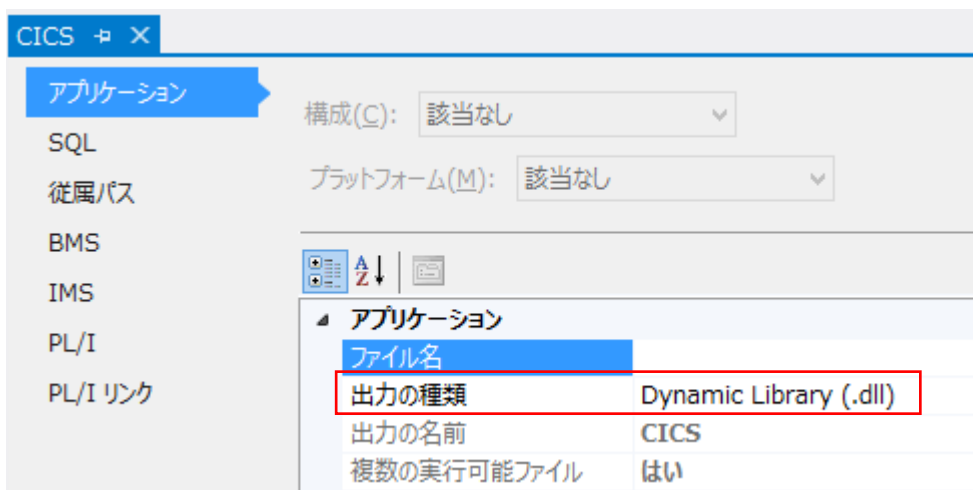 CICS
アプリケーション
SQL
従属パス
BMS
IMS
PL/I
PL/I リンク
構成(C): 該当なし
プラットフォーム(M): 該当なし
アプリケーション
ファイル名
出力の種類 Dynamic Library (.dll)
出力の名前 CICS
複数の実行可能ファイル はい